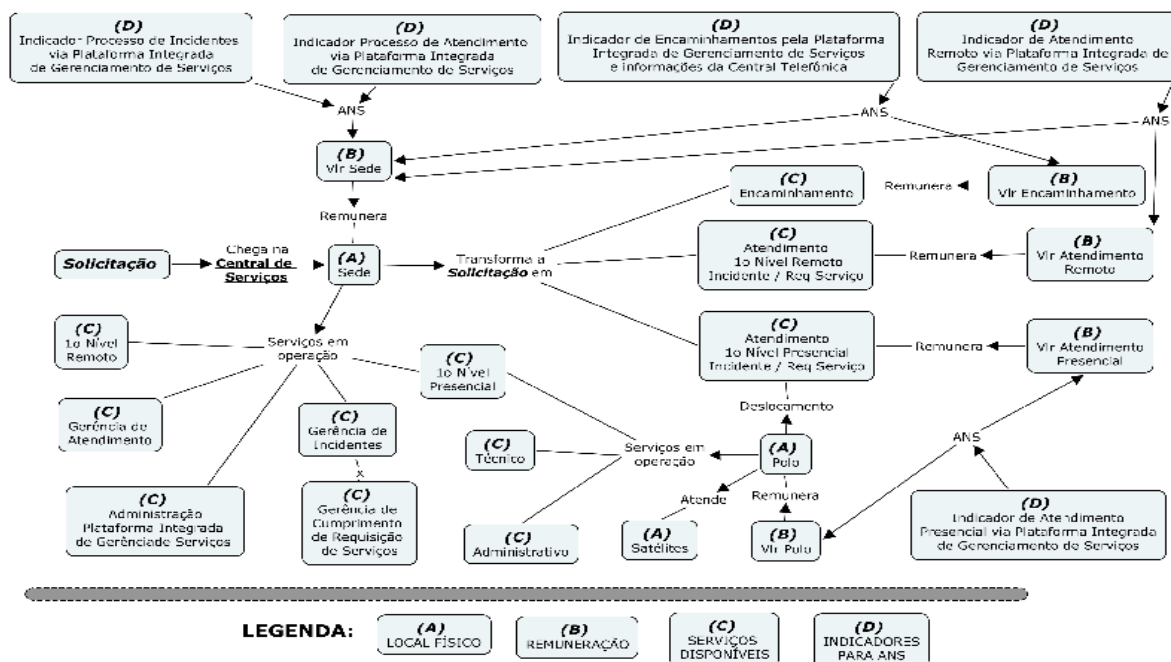 (D)
Indicador Processo de Incidentes
via Plataforma Integrada
de Gerenciamento de Serviços
(D)
Indicador Processo de Atendimento
via Plataforma Integrada
de Gerenciamento de Serviços
(D)
Indicador de Encaminhamentos pela Plataforma
Integrada de Gerenciamento de Serviços
e informações da Central Telefônica
(D)
Indicador de Atendimento
Remoto via Plataforma Integrada de
Gerenciamento de Serviços
ANS
ANS
ANS
(B)
Vlr Sede
Remunera
(C)
Encaminhamento
Remunera
(B)
Vlr Encaminhamento
Solicitação
Chega na
Central de
Serviços
(A)
Sede
Transforma a
Solicitação em
(C)
Atendimento
1o Nível Remoto
Incidente / Req Serviço
Remunera
(B)
Vlr Atendimento
Remoto
(C)
1o Nível
Remoto
Serviços em
operação
(C)
1o Nível
Presencial
(C)
Atendimento
1o Nível Presencial
Incidente / Req Serviço
Remunera
(B)
Vlr Atendimento
Fresencial
(C)
Gerência de
Atendimento
(C)
Gerência de
Incidentes
x
Deslocamento
(C)
Técnico
Serviços em
operação
(A)
Polo
ANS
(C)
Administração
Plataforma Integrada
de Gerênciade Serviços
(C)
Gerência de
Cumprimento
de Requisição
de Serviços
Atende
Remunera
(C)
Administrativo
(A)
Satélites
(B)
Vlr Polo
(D)
Indicador de Atendimento
Presencial via Plataforma Integrada
de Gerenciamento de Serviços
LEGENDA:
(A)
LOCAL FÍSICO
(B)
REMUNERAÇÃO
(C)
SERVIÇOS
DISPONÍVEIS
(D)
INDICADORES
PARA ANS